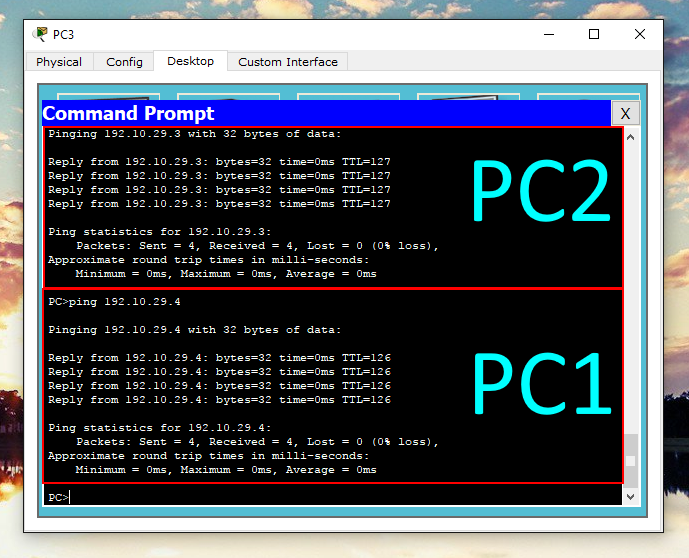 PC3
Physical Config Desktop Custom Interface
Command Prompt X
Pinging 192.10.29.3 with 32 bytes of data:
Reply from 192.10.29.3: bytes=32 time=0ms TTL=127
Reply from 192.10.29.3: bytes=32 time=0ms TTL=127
Reply from 192.10.29.3: bytes=32 time=0ms TTL=127
Reply from 192.10.29.3: bytes=32 time=0ms TTL=127
PC2
Ping statistics for 192.10.29.3:
Packets: Sent = 4, Received = 4, Lost = 0 (0% loss),
Approximate round trip times in milli-seconds:
Minimum = 0ms, Maximum = 0ms, Average = 0ms
PC>ping 192.10.29.4
Pinging 192.10.29.4 with 32 bytes of data:
Reply from 192.10.29.4: bytes=32 time=0ms TTL=126
Reply from 192.10.29.4: bytes=32 time=0ms TTL=126
Reply from 192.10.29.4: bytes=32 time=0ms TTL=126
Reply from 192.10.29.4: bytes=32 time=0ms TTL=126
PC1
Ping statistics for 192.10.29.4:
Packets: Sent = 4, Received = 4, Lost = 0 (0% loss),
Approximate round trip times in milli-seconds:
Minimum = 0ms, Maximum = 0ms, Average = 0ms
PC>